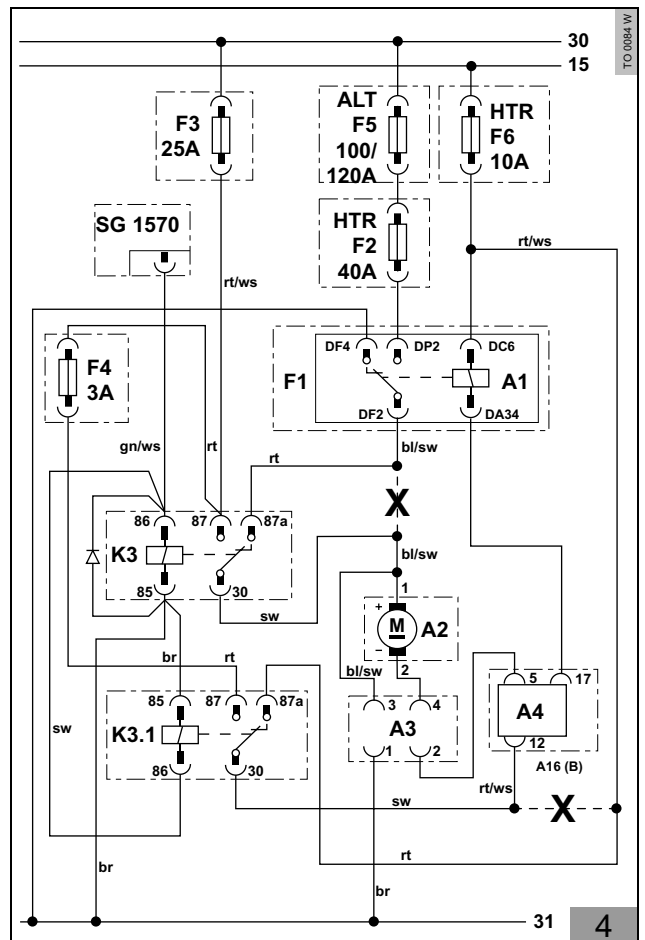 TO 0084 W
30
15
F3
25A
ALT
F5
100/
120A
HTR
F6
10A
HTR
F2
40A
SG 1570
rt/ws
rt/ws
F4
3A
DF4
DP2
DC6
F1
A1
DF2
DA34
gn/ws
rt
bl/sw
rt
X
86
87
87a
K3
85
30
bl/sw
sw
1
+
M
A2
−
br
rt
bl/sw
2
85
87
87a
3
4
5
17
K3.1
A3
A4
sw
86
30
1
2
12
A16 (B)
rt/ws
sw
X
rt
br
br
31
4